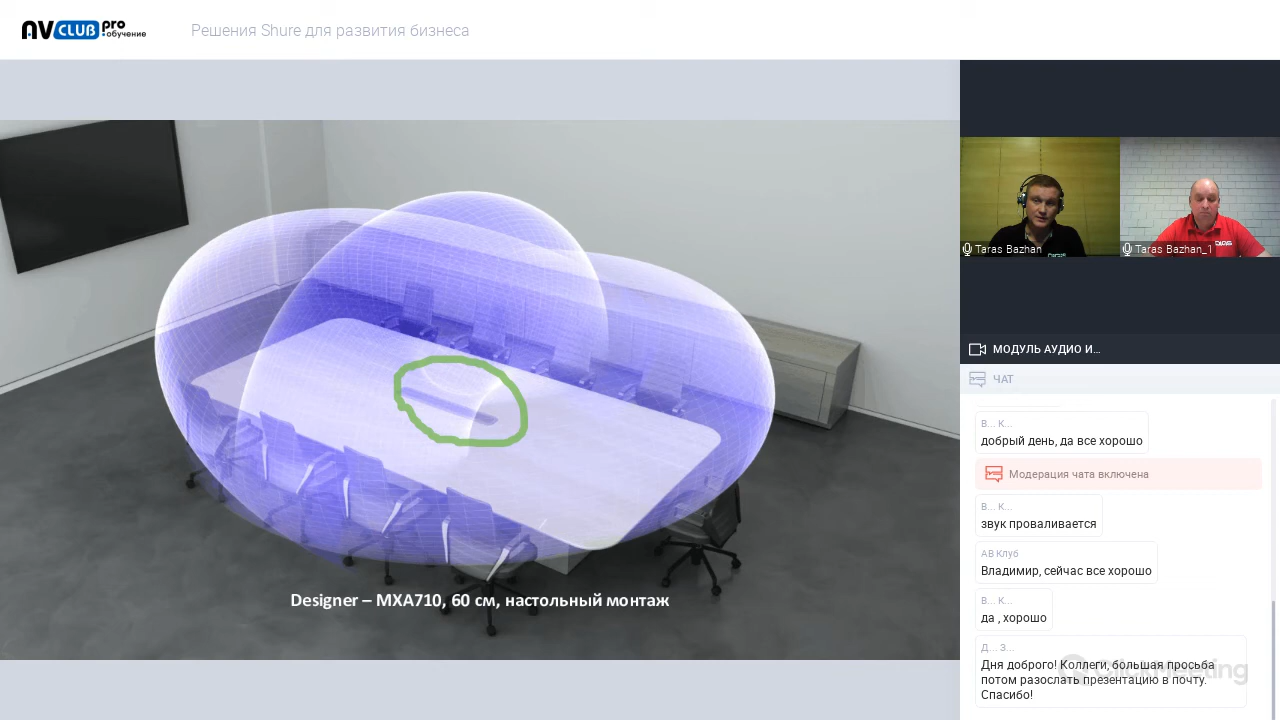 AVCLUB pro
обучение
Решения Shure для развития бизнеса
Designer – MXA710, 60 см, настольный монтаж
Taras Bazhan
Taras Bazhan_1
МОДУЛЬ АУДИО И...
ЧАТ
В... К...
добрый день, да все хорошо
Модерация чата включена
В... К...
звук проваливается
АВ Клуб
Владимир, сейчас все хорошо
В... К...
да , хорошо
Д... З...
Дня доброго! Коллеги, большая просьба
потом разослать презентацию в почту.
Спасибо!
ClickMeeting